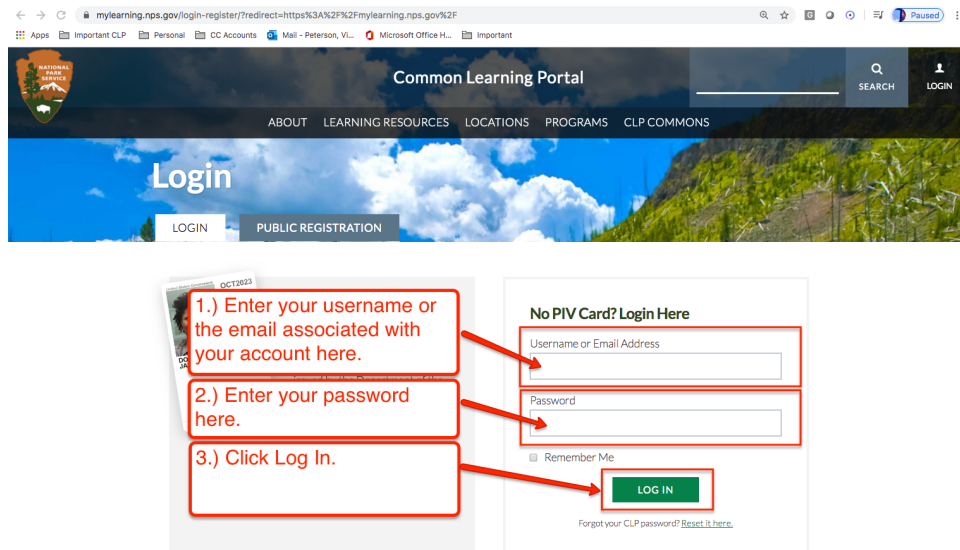 mylearning.nps.gov/login-register/?redirect=https%3A%2F%2Fmylearning.nps.gov%2F
G
Paused
Apps
Important CLP
Personal
CC Accounts
Mail - Peterson, Vi...
Microsoft Office H...
Important
NATIONAL
PARK
SERVICE
Common Learning Portal
SEARCH
LOGIN
ABOUT LEARNING RESOURCES LOCATIONS PROGRAMS CLP COMMONS
Login
LOGIN
PUBLIC REGISTRATION
OCT2023
1.) Enter your username or
the email associated with
your account here.
2.) Enter your password
here.
3.) Click Log In.
No PIV Card? Login Here
Username or Email Address
Password
Remember Me
LOG IN
Forgot your CLP password? Reset it here.